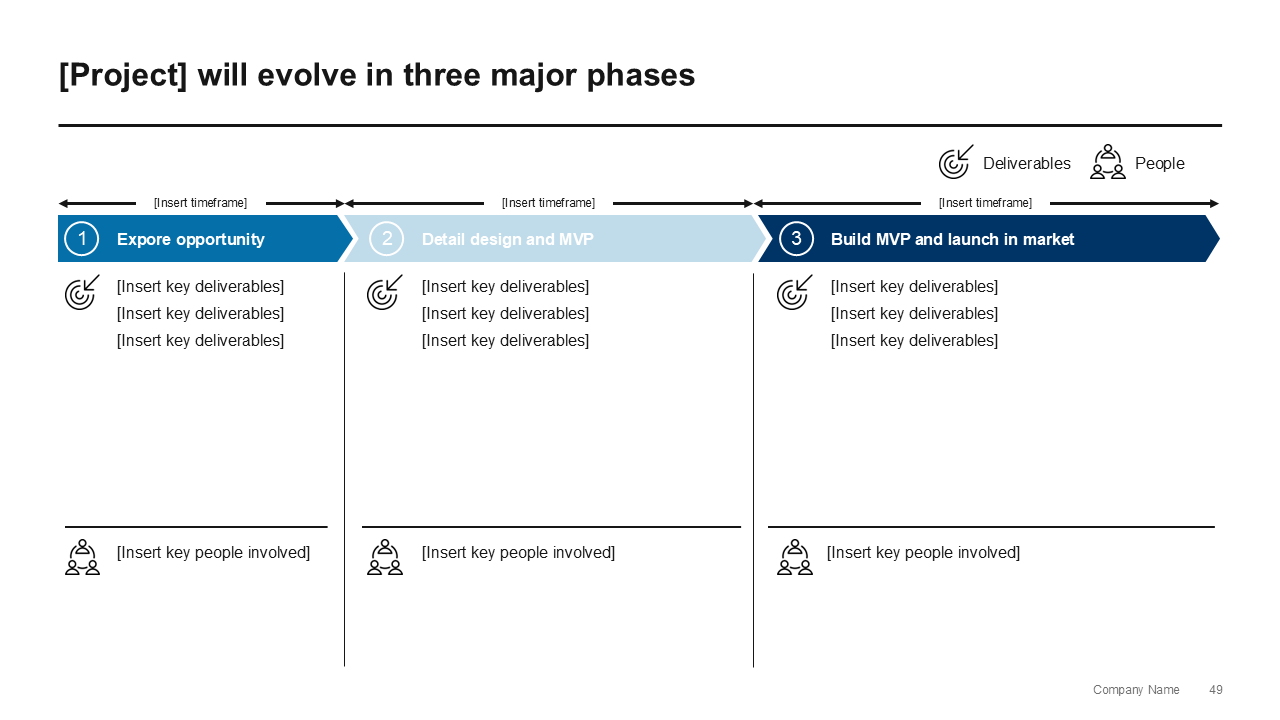 [Project] will evolve in three major phases
Deliverables
People
[Insert timeframe]
[Insert timeframe]
[Insert timeframe]
1
Expore opportunity
2
Detail design and MVP
3
Build MVP and launch in market
[Insert key deliverables]
[Insert key deliverables]
[Insert key deliverables]
[Insert key deliverables]
[Insert key deliverables]
[Insert key deliverables]
[Insert key deliverables]
[Insert key deliverables]
[Insert key deliverables]
[Insert key people involved]
[Insert key people involved]
[Insert key people involved]
Company Name
49